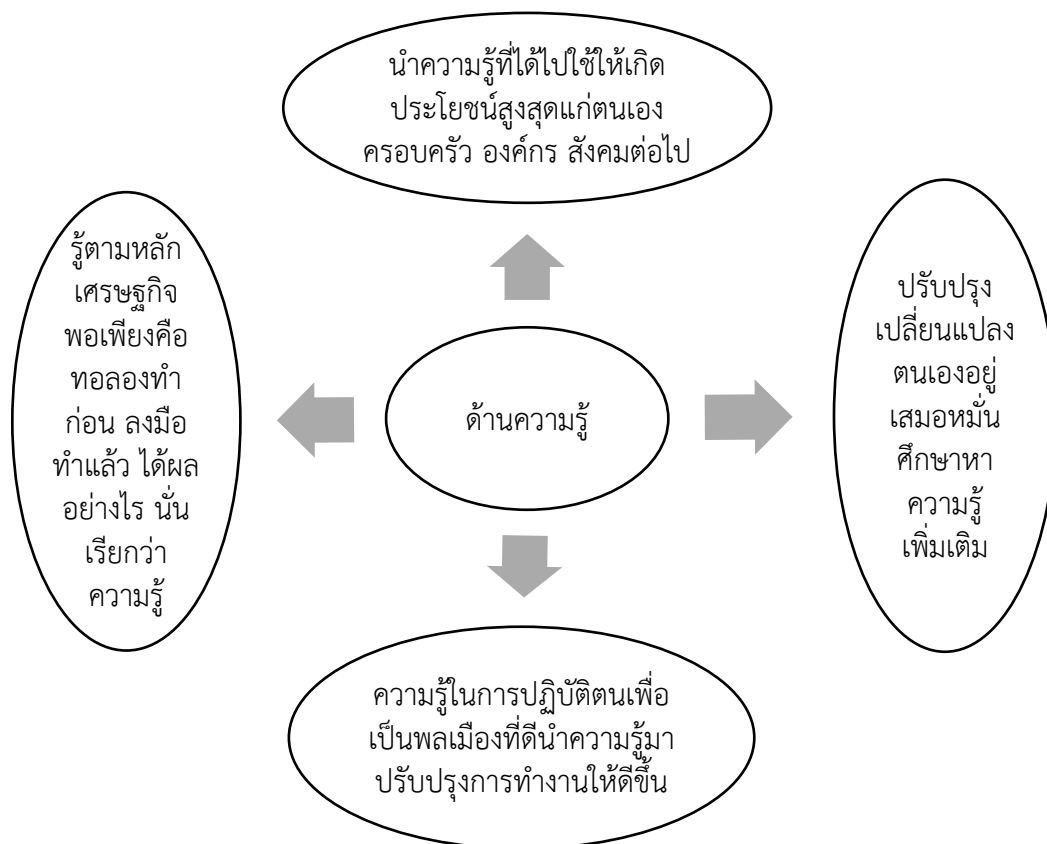 นำความรู้ที่ได้ไปใช้ให้เกิด
ประโยชน์สูงสุดแก่ตนเอง
ครอบครัว องค์กร สังคมต่อไป
รู้ตามหลัก
เศรษฐกิจ
พอเพียงคือ
ทอลองทำ
ก่อน ลงมือ
ทำแล้ว ได้ผล
อย่างไร นั่น
เรียกว่า
ความรู้
ด้านความรู้
ปรับปรุง
เปลี่ยนแปลง
ตนเองอยู่
เสมอหมั่น
ศึกษาหา
ความรู้
เพิ่มเติม
ความรู้ในการปฏิบัติตนเพื่อ
เป็นพลเมืองที่ดีนำความรู้มา
ปรับปรุงการทำงานให้ดีขึ้น